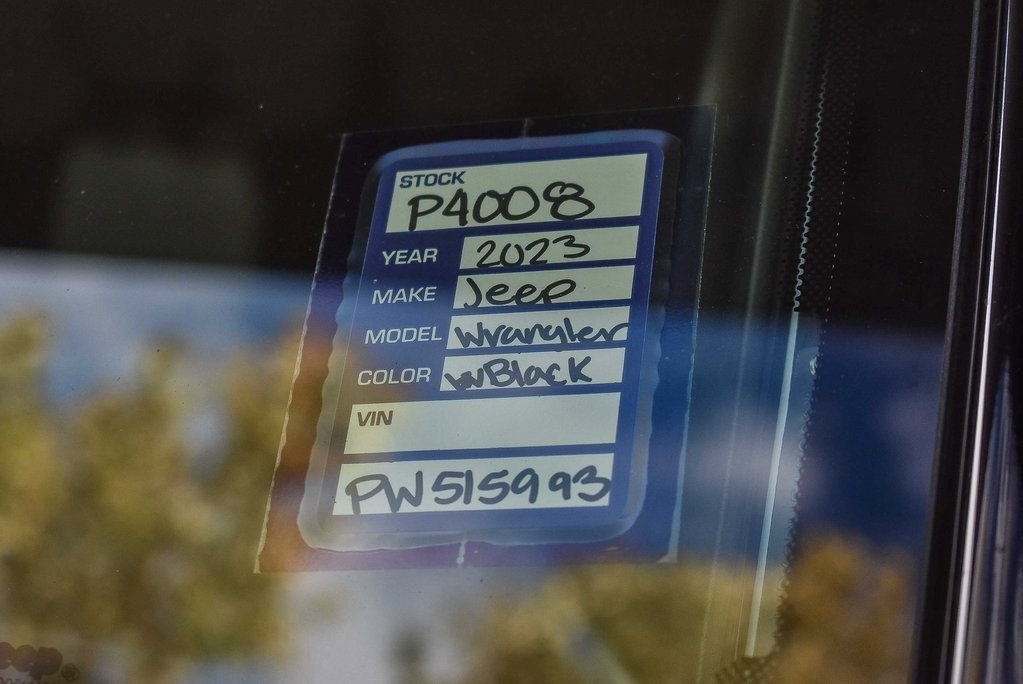 STOCK
P4008
YEAR 2023
MAKE Jeep
MODEL Wrangler
COLOR Black
VIN
PW515993